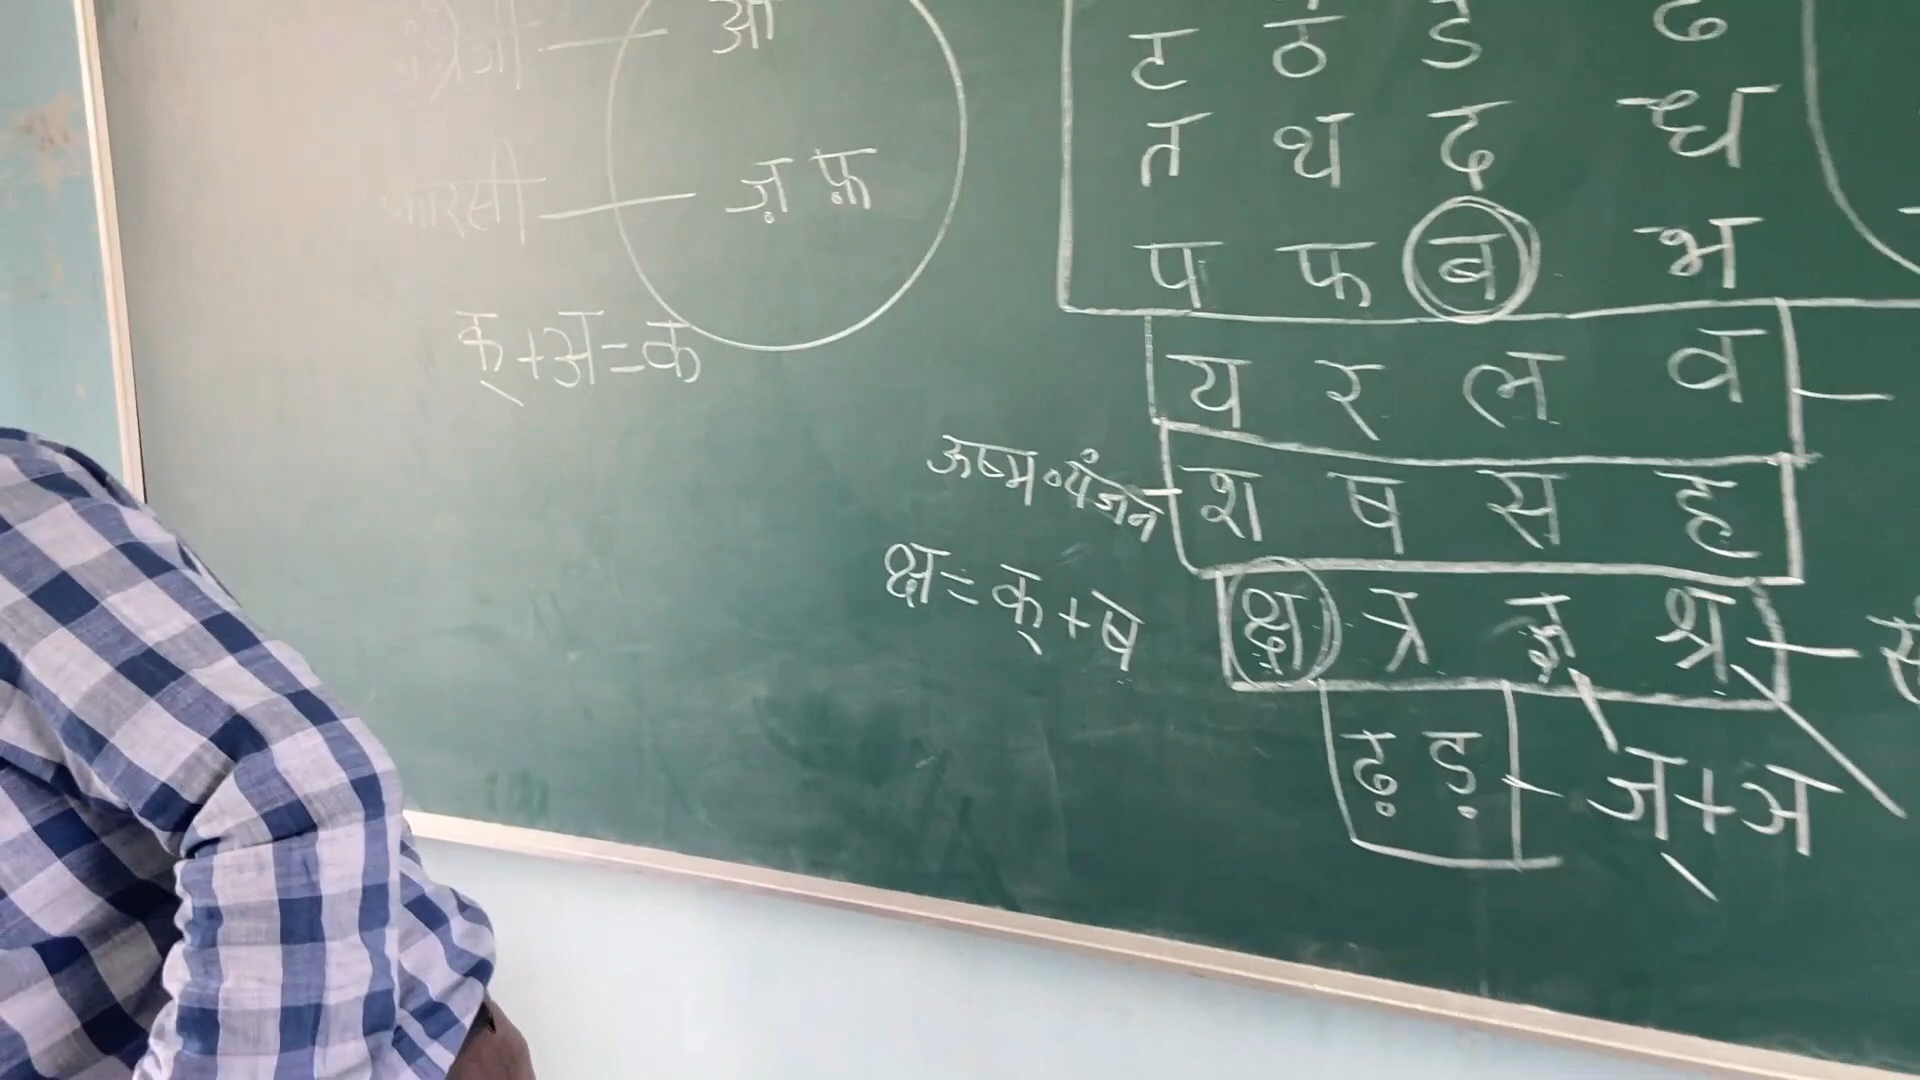 अंग्रेजी — ऑ
फारसी — ज़ फ़
क्+अ=क
ट ठ ड ढ
त थ द ध
प फ ब भ
य र ल व
ऊष्म व्यंजन - श ष स ह
क्ष = क् + ष
क्ष त्र ज्ञ श्र
ढ़ ड़
ज्+ञ